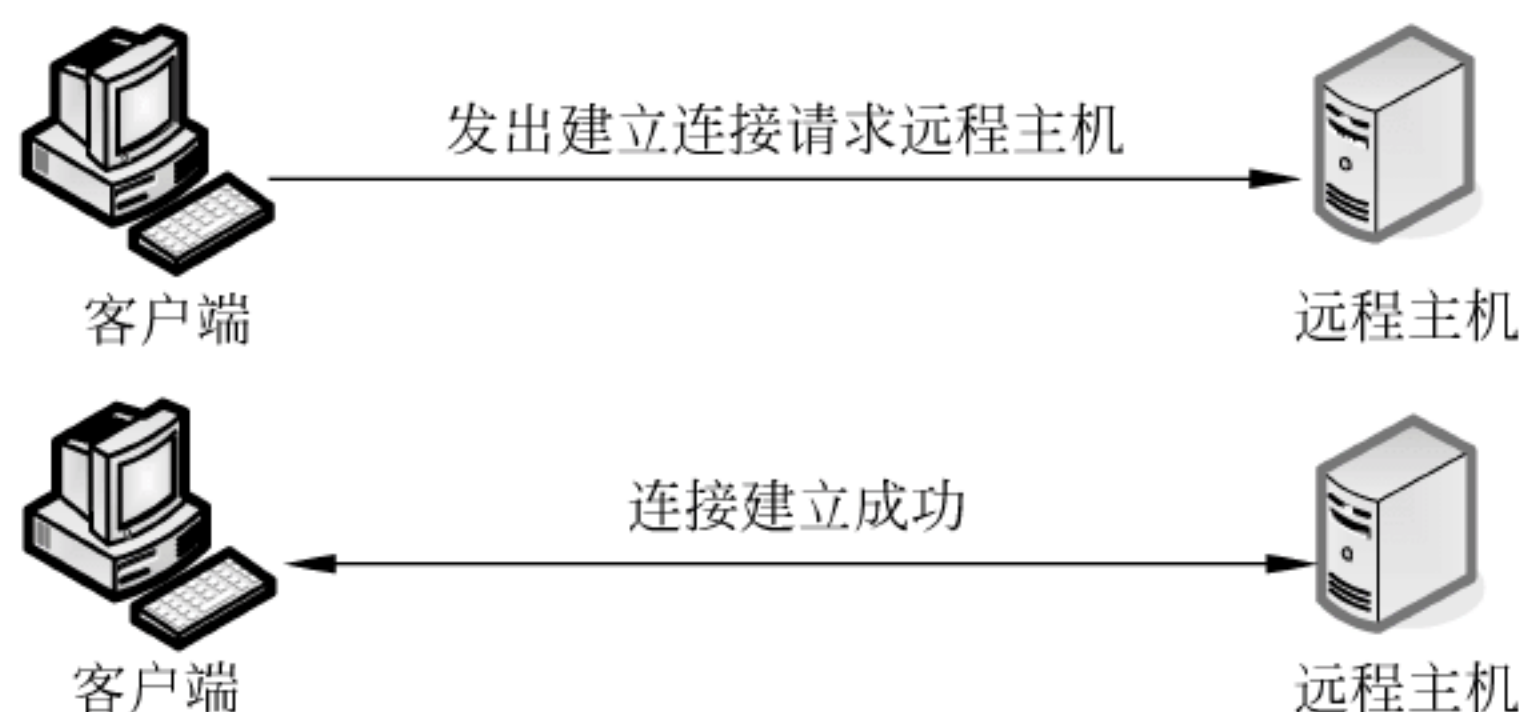 发出建立连接请求远程主机
客户端
远程主机
连接建立成功
客户端
远程主机